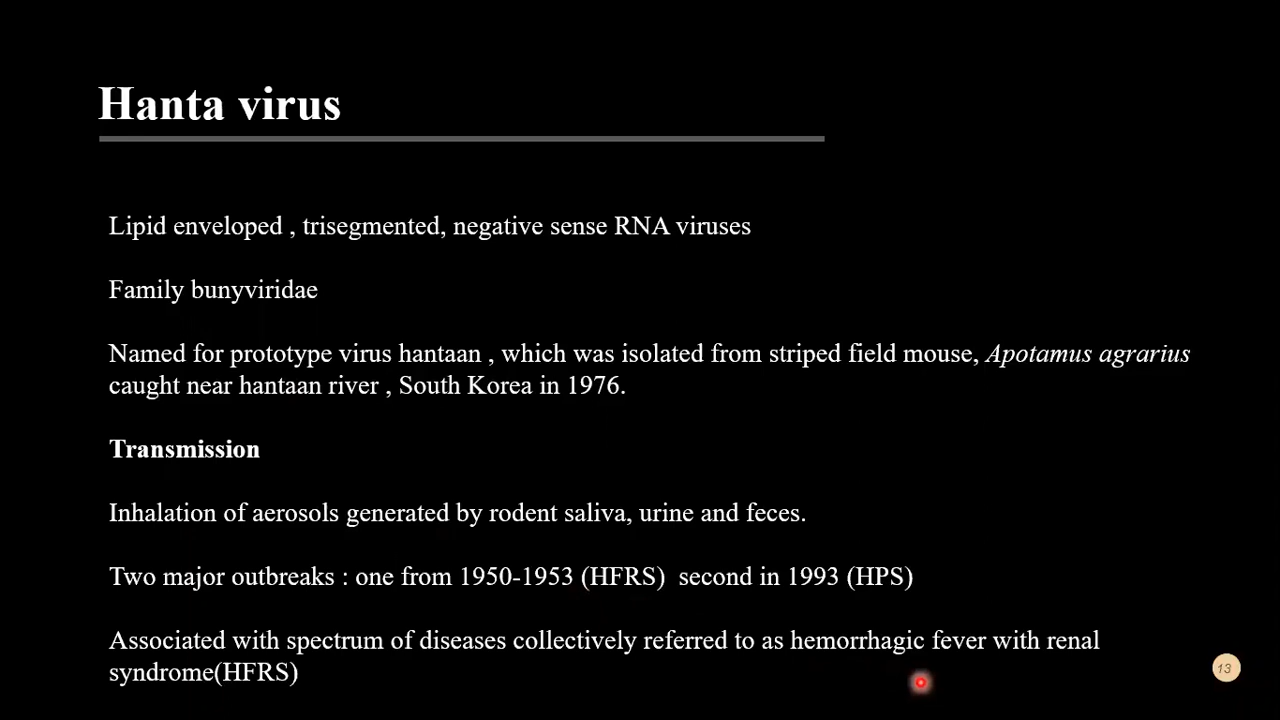 Hanta virus
Lipid enveloped , trisegmented, negative sense RNA viruses
Family bunyviridae
Named for prototype virus hantaan , which was isolated from striped field mouse, Apotamus agrarius
caught near hantaan river , South Korea in 1976.
Transmission
Inhalation of aerosols generated by rodent saliva, urine and feces.
Two major outbreaks : one from 1950-1953 (HFRS)  second in 1993 (HPS)
Associated with spectrum of diseases collectively referred to as hemorrhagic fever with renal
syndrome(HFRS)
13